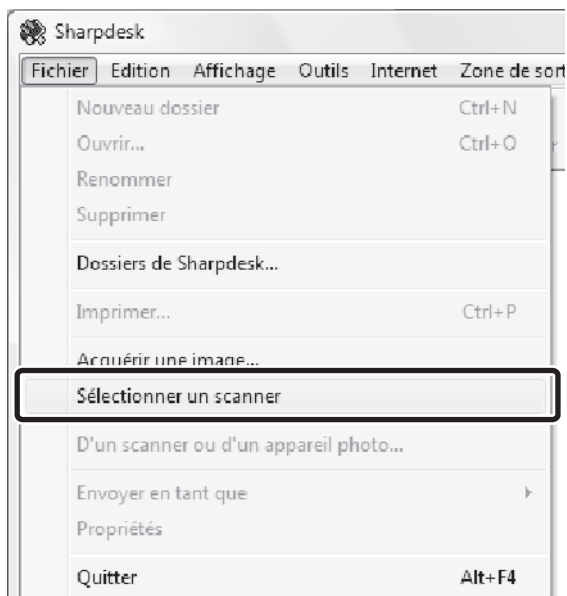 Sharpdesk
Fichier Edition Affichage Outils Internet Zone de sort
Nouveau dossier Ctrl+N
Ouvrir... Ctrl+O
Renommer
Supprimer
Dossiers de Sharpdesk...
Imprimer... Ctrl+P
Acquérir une image...
Sélectionner un scanner
D'un scanner ou d'un appareil photo...
Envoyer en tant que
Propriétés
Quitter Alt+F4